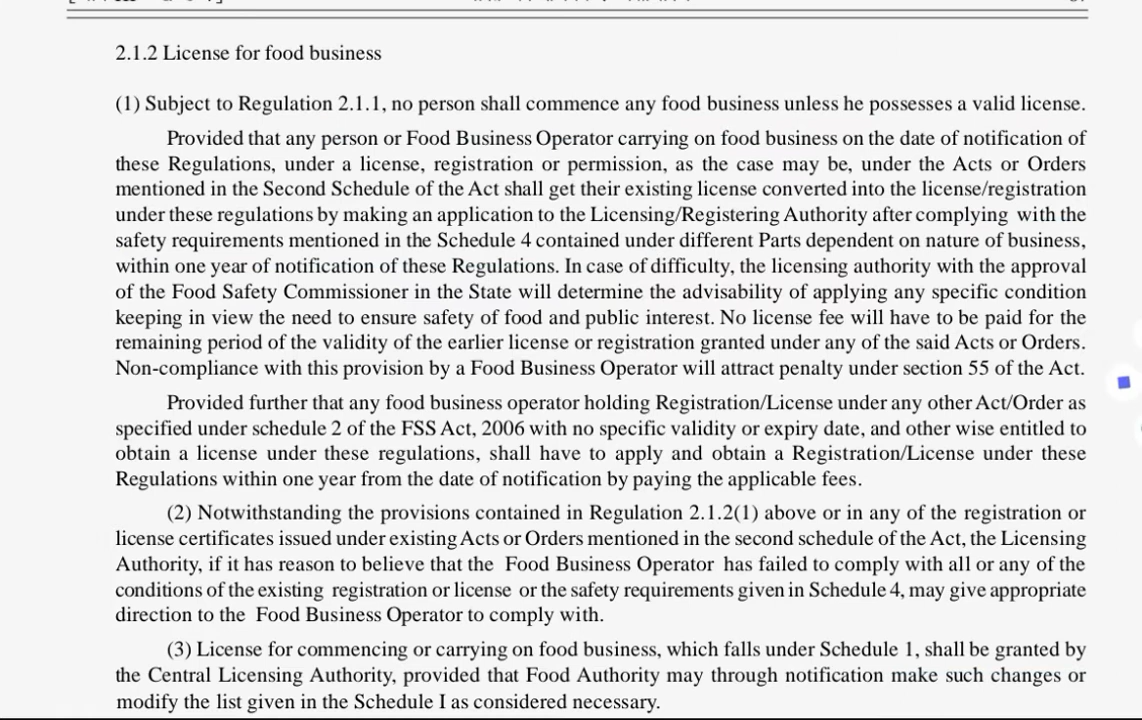 2.1.2 License for food business
(1) Subject to Regulation 2.1.1, no person shall commence any food business unless he possesses a valid license.
Provided that any person or Food Business Operator carrying on food business on the date of notification of
these Regulations, under a license, registration or permission, as the case may be, under the Acts or Orders
mentioned in the Second Schedule of the Act shall get their existing license converted into the license/registration
under these regulations by making an application to the Licensing/Registering Authority after complying with the
safety requirements mentioned in the Schedule 4 contained under different Parts dependent on nature of business,
within one year of notification of these Regulations. In case of difficulty, the licensing authority with the approval
of the Food Safety Commissioner in the State will determine the advisability of applying any specific condition
keeping in view the need to ensure safety of food and public interest. No license fee will have to be paid for the
remaining period of the validity of the earlier license or registration granted under any of the said Acts or Orders.
Non-compliance with this provision by a Food Business Operator will attract penalty under section 55 of the Act.
Provided further that any food business operator holding Registration/License under any other Act/Order as
specified under schedule 2 of the FSS Act, 2006 with no specific validity or expiry date, and other wise entitled to
obtain a license under these regulations, shall have to apply and obtain a Registration/License under these
Regulations within one year from the date of notification by paying the applicable fees.
(2) Notwithstanding the provisions contained in Regulation 2.1.2(1) above or in any of the registration or
license certificates issued under existing Acts or Orders mentioned in the second schedule of the Act, the Licensing
Authority, if it has reason to believe that the Food Business Operator has failed to comply with all or any of the
conditions of the existing registration or license or the safety requirements given in Schedule 4, may give appropriate
direction to the Food Business Operator to comply with.
(3) License for commencing or carrying on food business, which falls under Schedule 1, shall be granted by
the Central Licensing Authority, provided that Food Authority may through notification make such changes or
modify the list given in the Schedule I as considered necessary.